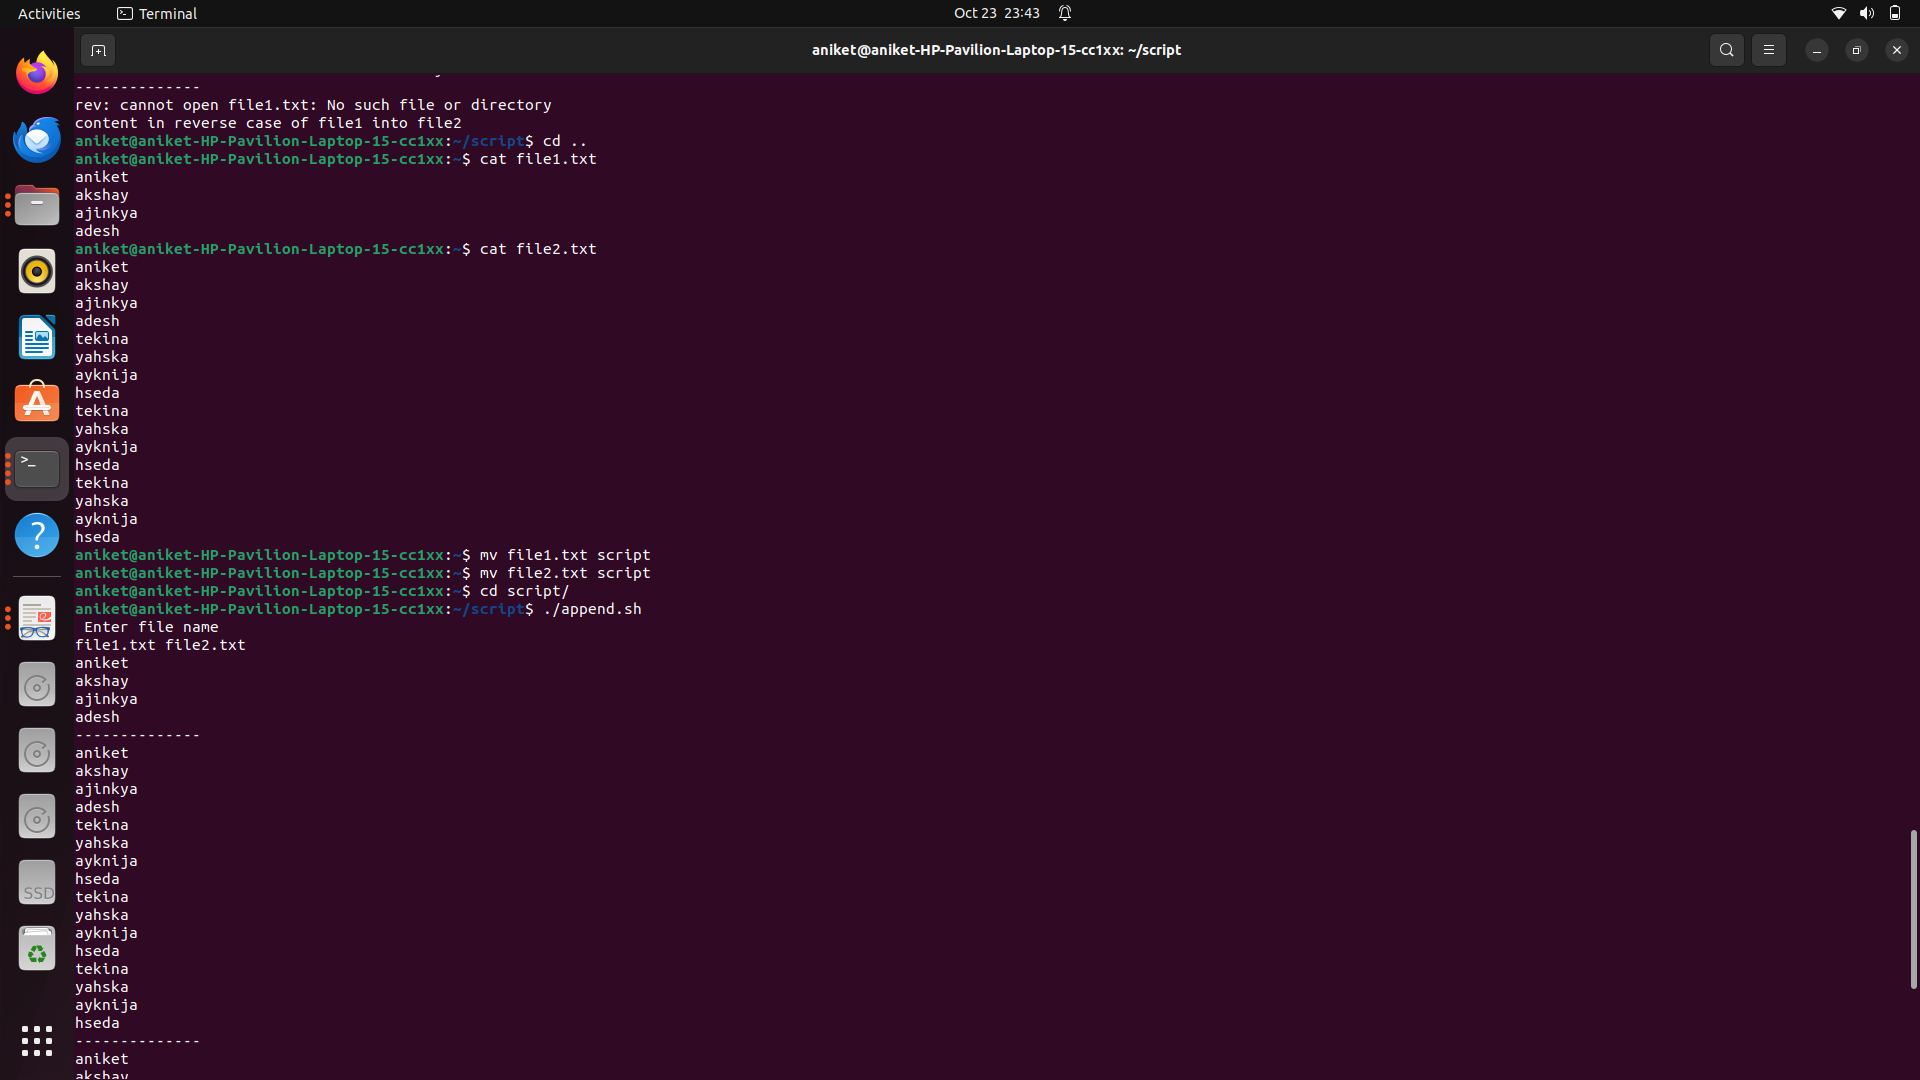 Activities
Terminal
Oct 23 23:43
aniket@aniket-HP-Pavilion-Laptop-15-cc1xx: ~/script
--------------
rev: cannot open file1.txt: No such file or directory
content in reverse case of file1 into file2
aniket@aniket-HP-Pavilion-Laptop-15-cc1xx:~/script$ cd ..
aniket@aniket-HP-Pavilion-Laptop-15-cc1xx:~$ cat file1.txt
aniket
akshay
ajinkya
adesh
aniket@aniket-HP-Pavilion-Laptop-15-cc1xx:~$ cat file2.txt
aniket
akshay
ajinkya
adesh
tekina
yahska
ayknija
hseda
tekina
yahska
ayknija
hseda
tekina
yahska
ayknija
hseda
aniket@aniket-HP-Pavilion-Laptop-15-cc1xx:~$ mv file1.txt script
aniket@aniket-HP-Pavilion-Laptop-15-cc1xx:~$ mv file2.txt script
aniket@aniket-HP-Pavilion-Laptop-15-cc1xx:~$ cd script/
aniket@aniket-HP-Pavilion-Laptop-15-cc1xx:~/script$ ./append.sh
 Enter file name
file1.txt file2.txt
aniket
akshay
ajinkya
adesh
--------------
aniket
akshay
ajinkya
adesh
tekina
yahska
ayknija
hseda
tekina
yahska
ayknija
hseda
tekina
yahska
ayknija
hseda
--------------
aniket
akshay
SSD